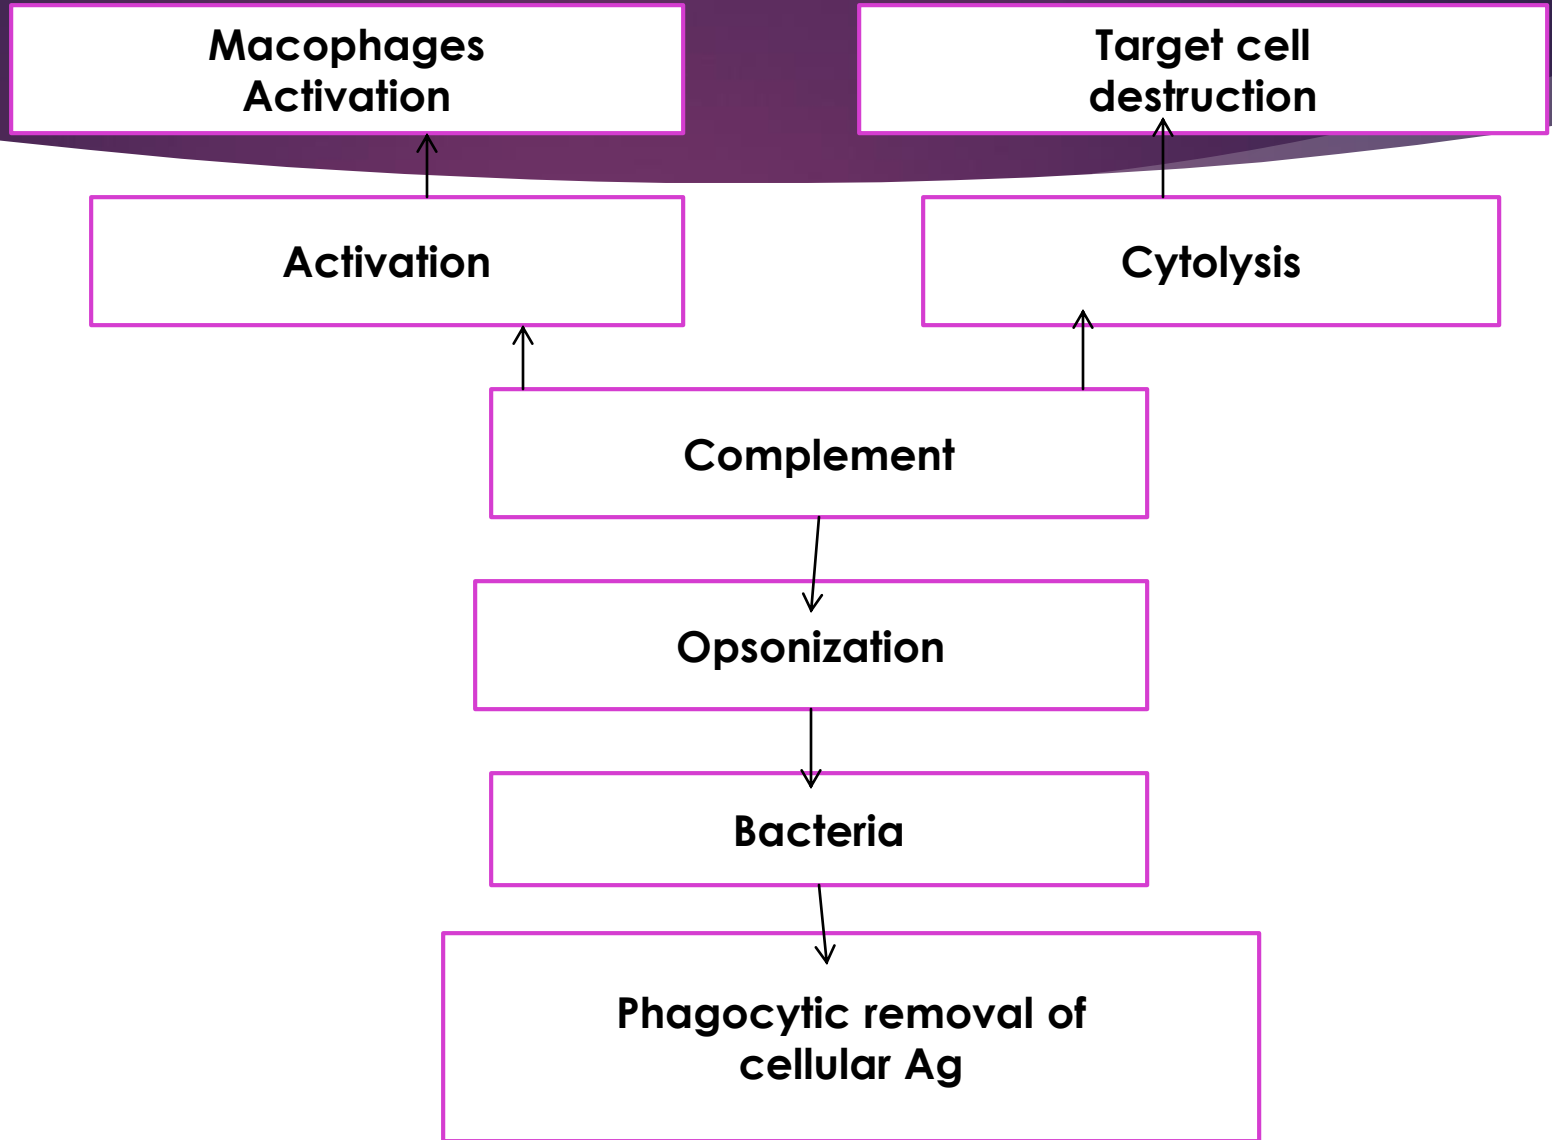 Macophages
Activation
Target cell
destruction
Activation
Cytolysis
Complement
Opsonization
Bacteria
Phagocytic removal of
cellular Ag